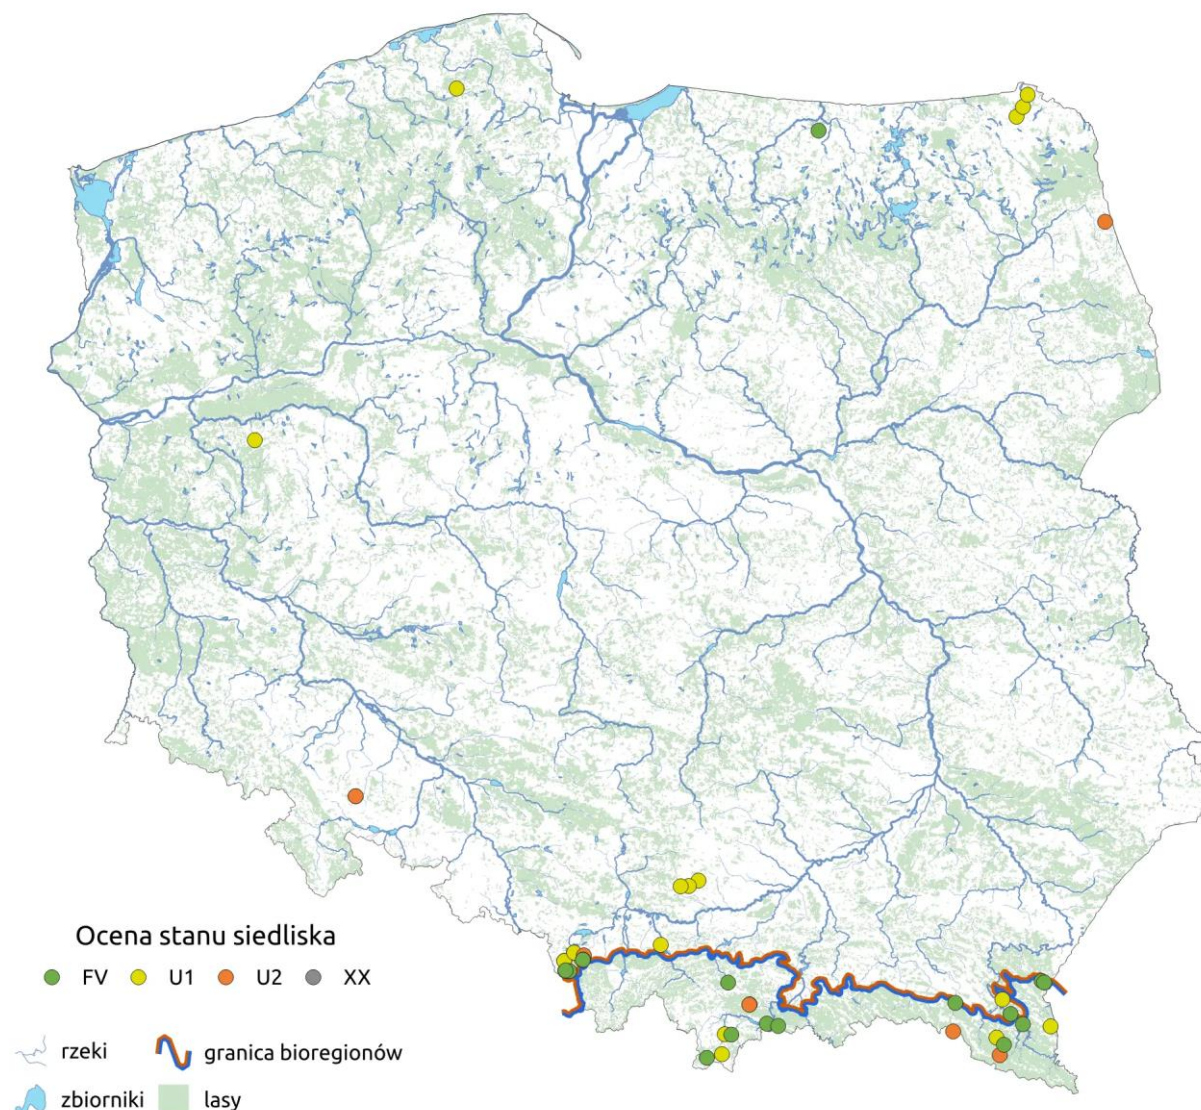 Ocena stanu siedliska
FV U1 U2 XX
rzeki granica bioregionów
zbiorniki lasy